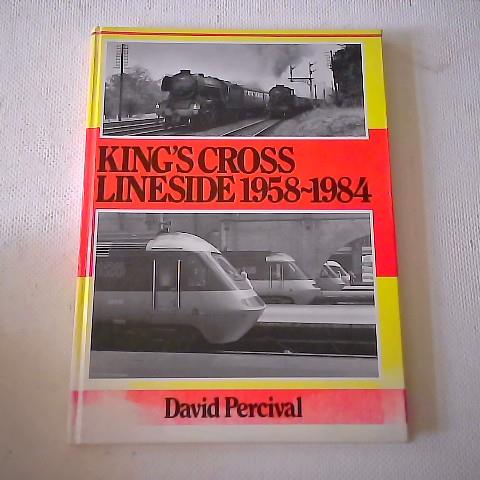 KING'S CROSS
LINESIDE 1958~1984
David Percival